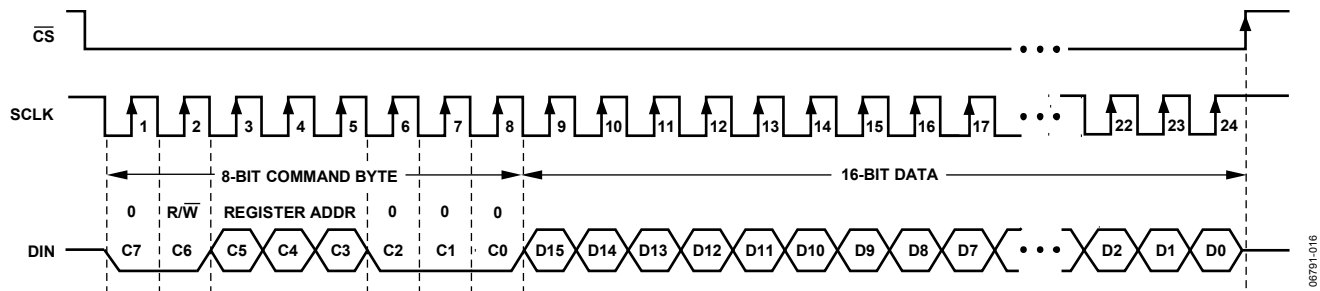 CS
SCLK
1 2 3 4 5 6 7 8 9 10 11 12 13 14 15 16 17 22 23 24
8-BIT COMMAND BYTE 16-BIT DATA
0 R/W REGISTER ADDR 0 0 0
DIN C7 C6 C5 C4 C3 C2 C1 C0 D15 D14 D13 D12 D11 D10 D9 D8 D7 D2 D1 D0
06791-016